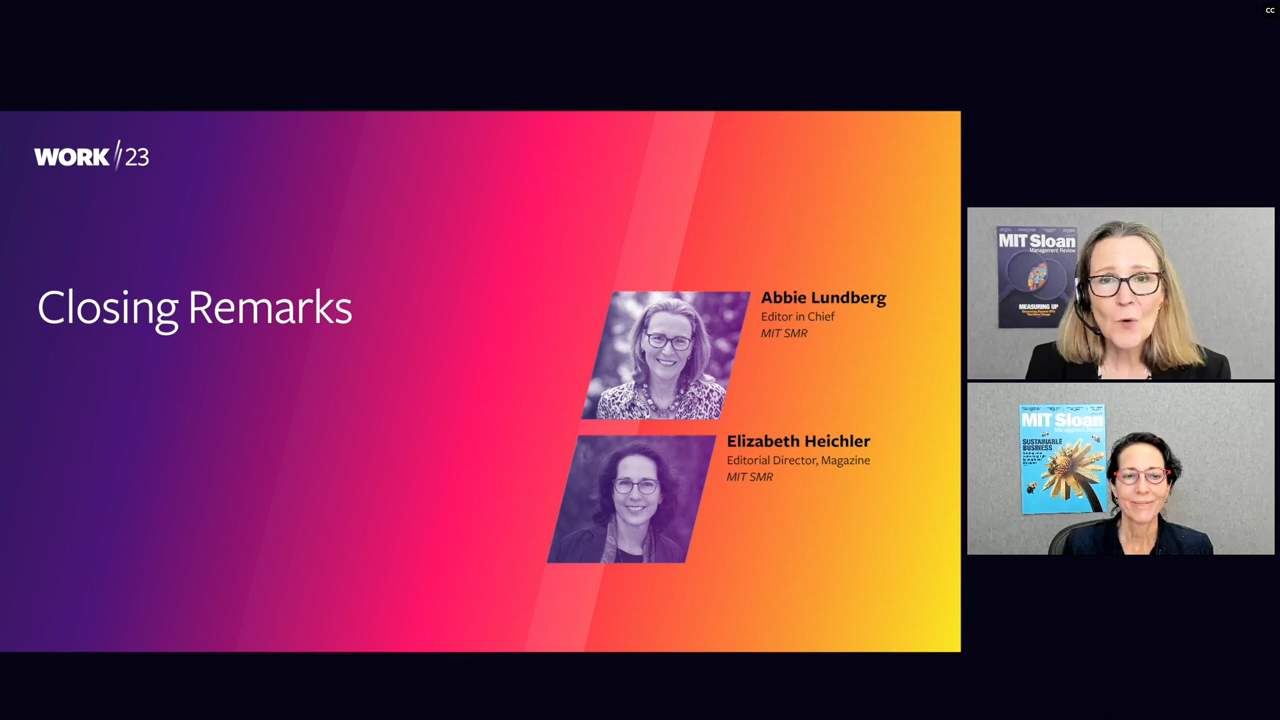 CC
WORK/23
Closing Remarks
Abbie Lundberg
Editor in Chief
MIT SMR
Elizabeth Heichler
Editorial Director, Magazine
MIT SMR
MIT Sloan
Management Review
MEASURING UP
MIT Sloan
Management Review
SUSTAINABLE
BUSINESS